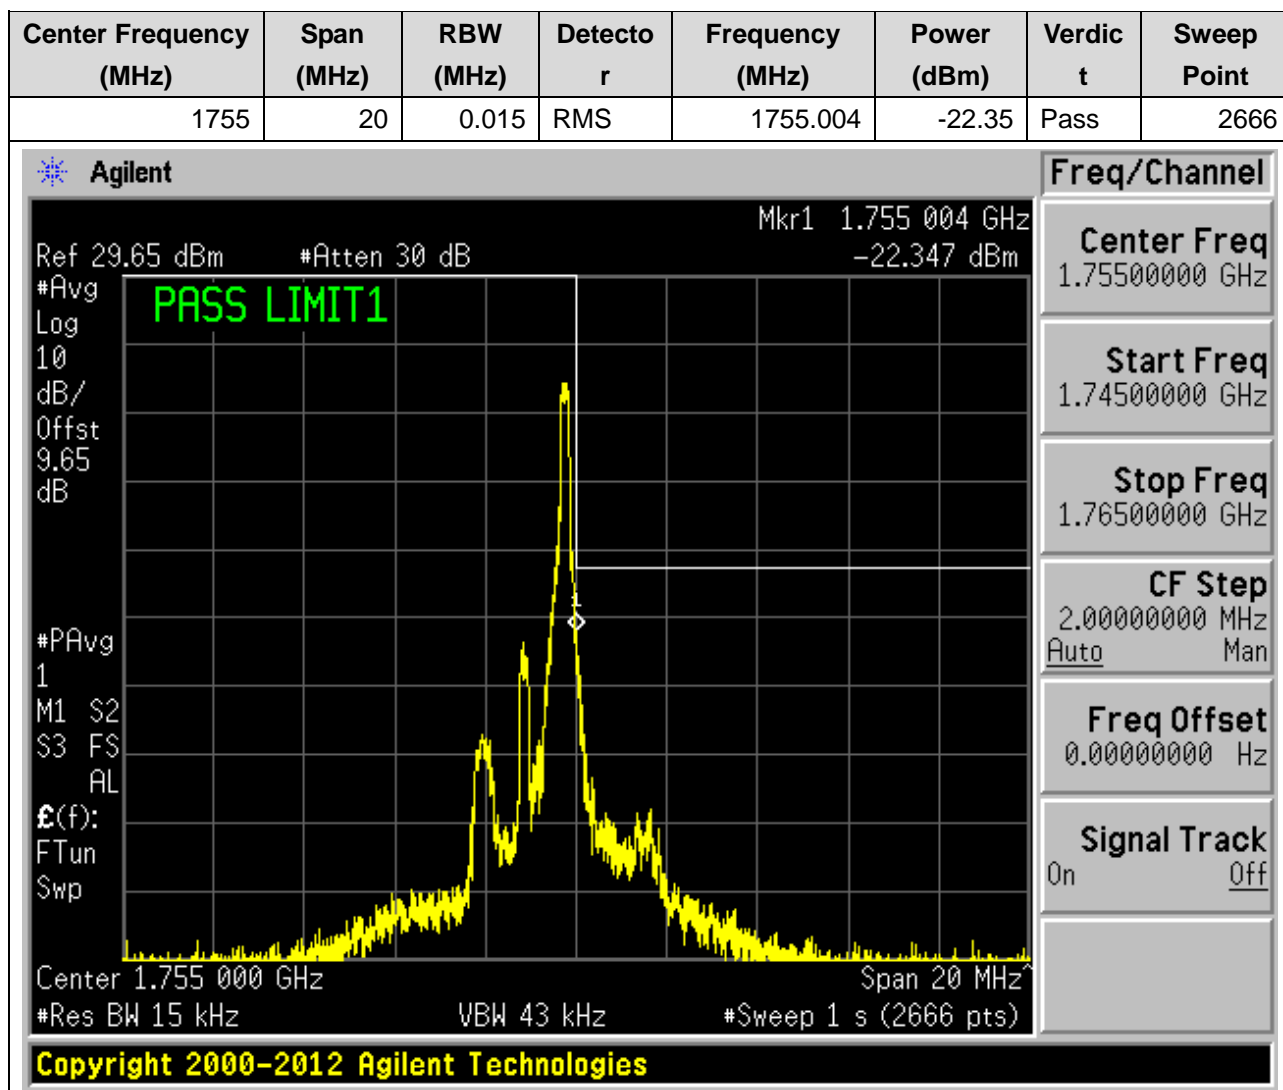 Center Frequency (MHz) Span (MHz) RBW (MHz) Detecto r Frequency (MHz) Power (dBm) Verdic t Sweep Point
1755 20 0.015 RMS 1755.004 -22.35 Pass 2666
Agilent
Freq/Channel
Mkr1 1.755 004 GHz
Ref 29.65 dBm #Atten 30 dB -22.347 dBm
#Avg
Log
10
dB/
Offst
9.65
dB
PASS LIMIT1
1
#PAvg
1
M1 S2
S3 FS
AL
£(f):
FTun
Swp
Center 1.755 000 GHz Span 20 MHz^
#Res BW 15 kHz VBW 43 kHz #Sweep 1 s (2666 pts)
Center Freq
1.75500000 GHz
Start Freq
1.74500000 GHz
Stop Freq
1.76500000 GHz
CF Step
2.00000000 MHz
Auto Man
Freq Offset
0.00000000 Hz
Signal Track
On Off
Copyright 2000-2012 Agilent Technologies